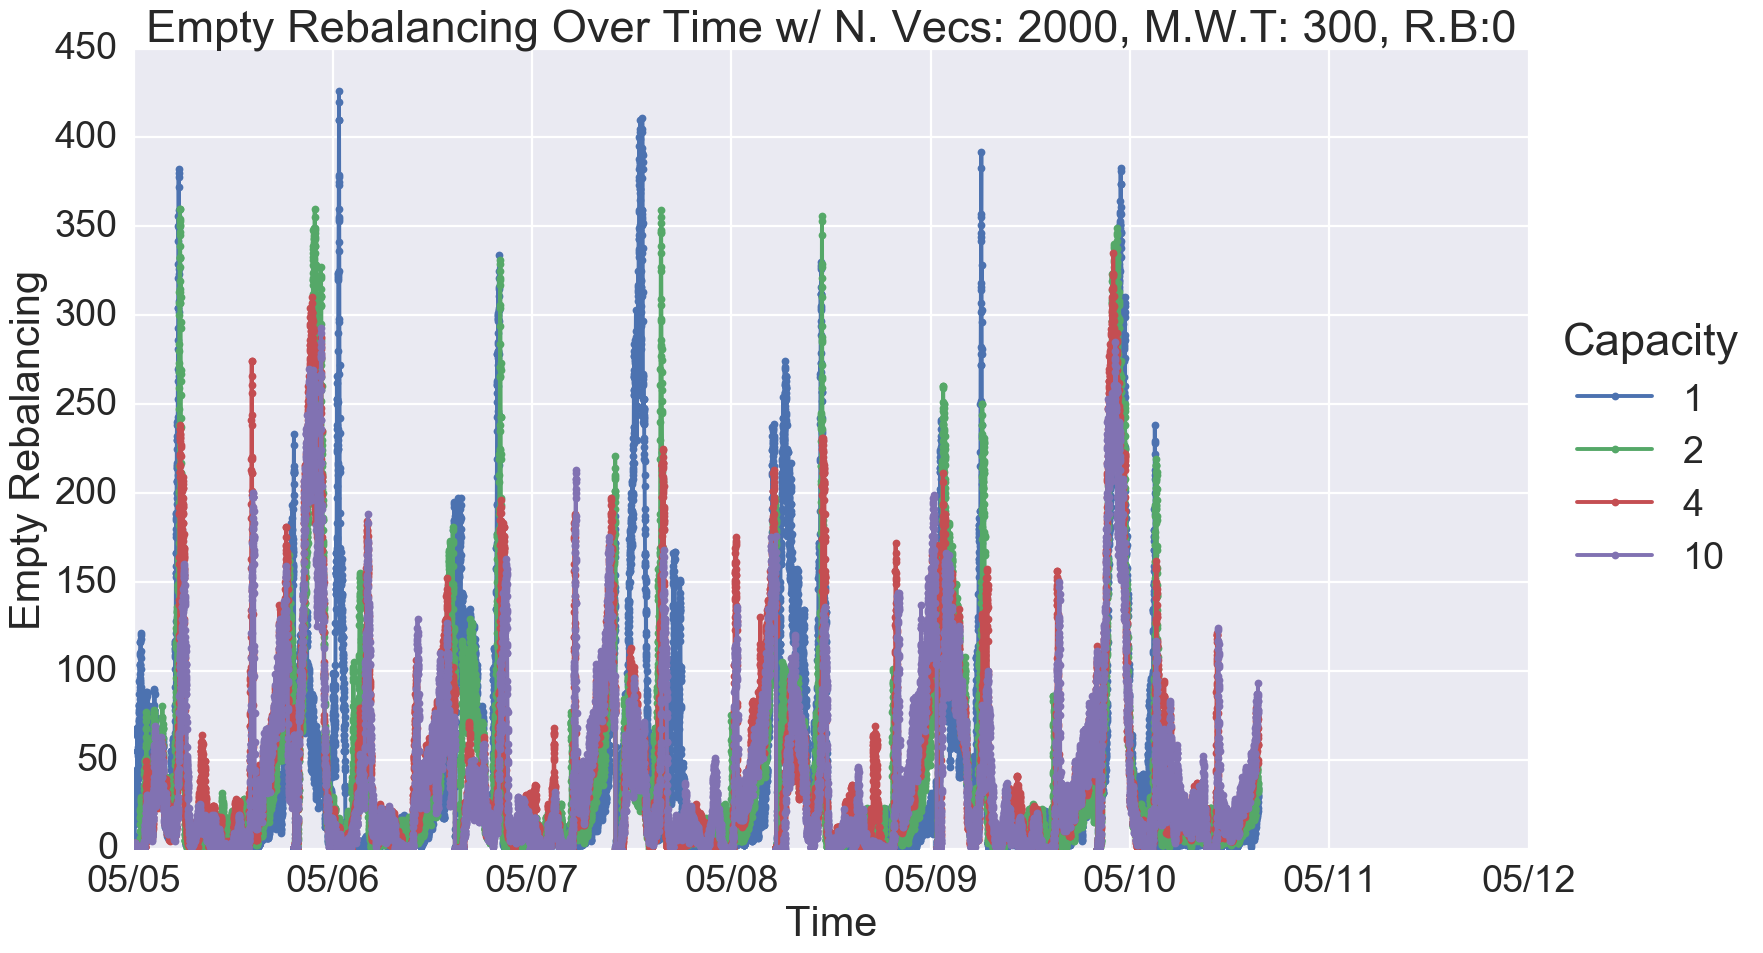 Empty Rebalancing Over Time w/ N. Vecs: 2000, M.W.T: 300, R.B:0
450
400
350
300
250
200
150
100
50
0
Empty Rebalancing
05/05 05/06 05/07 05/08 05/09 05/10 05/11 05/12
Time
Capacity
1
2
4
10